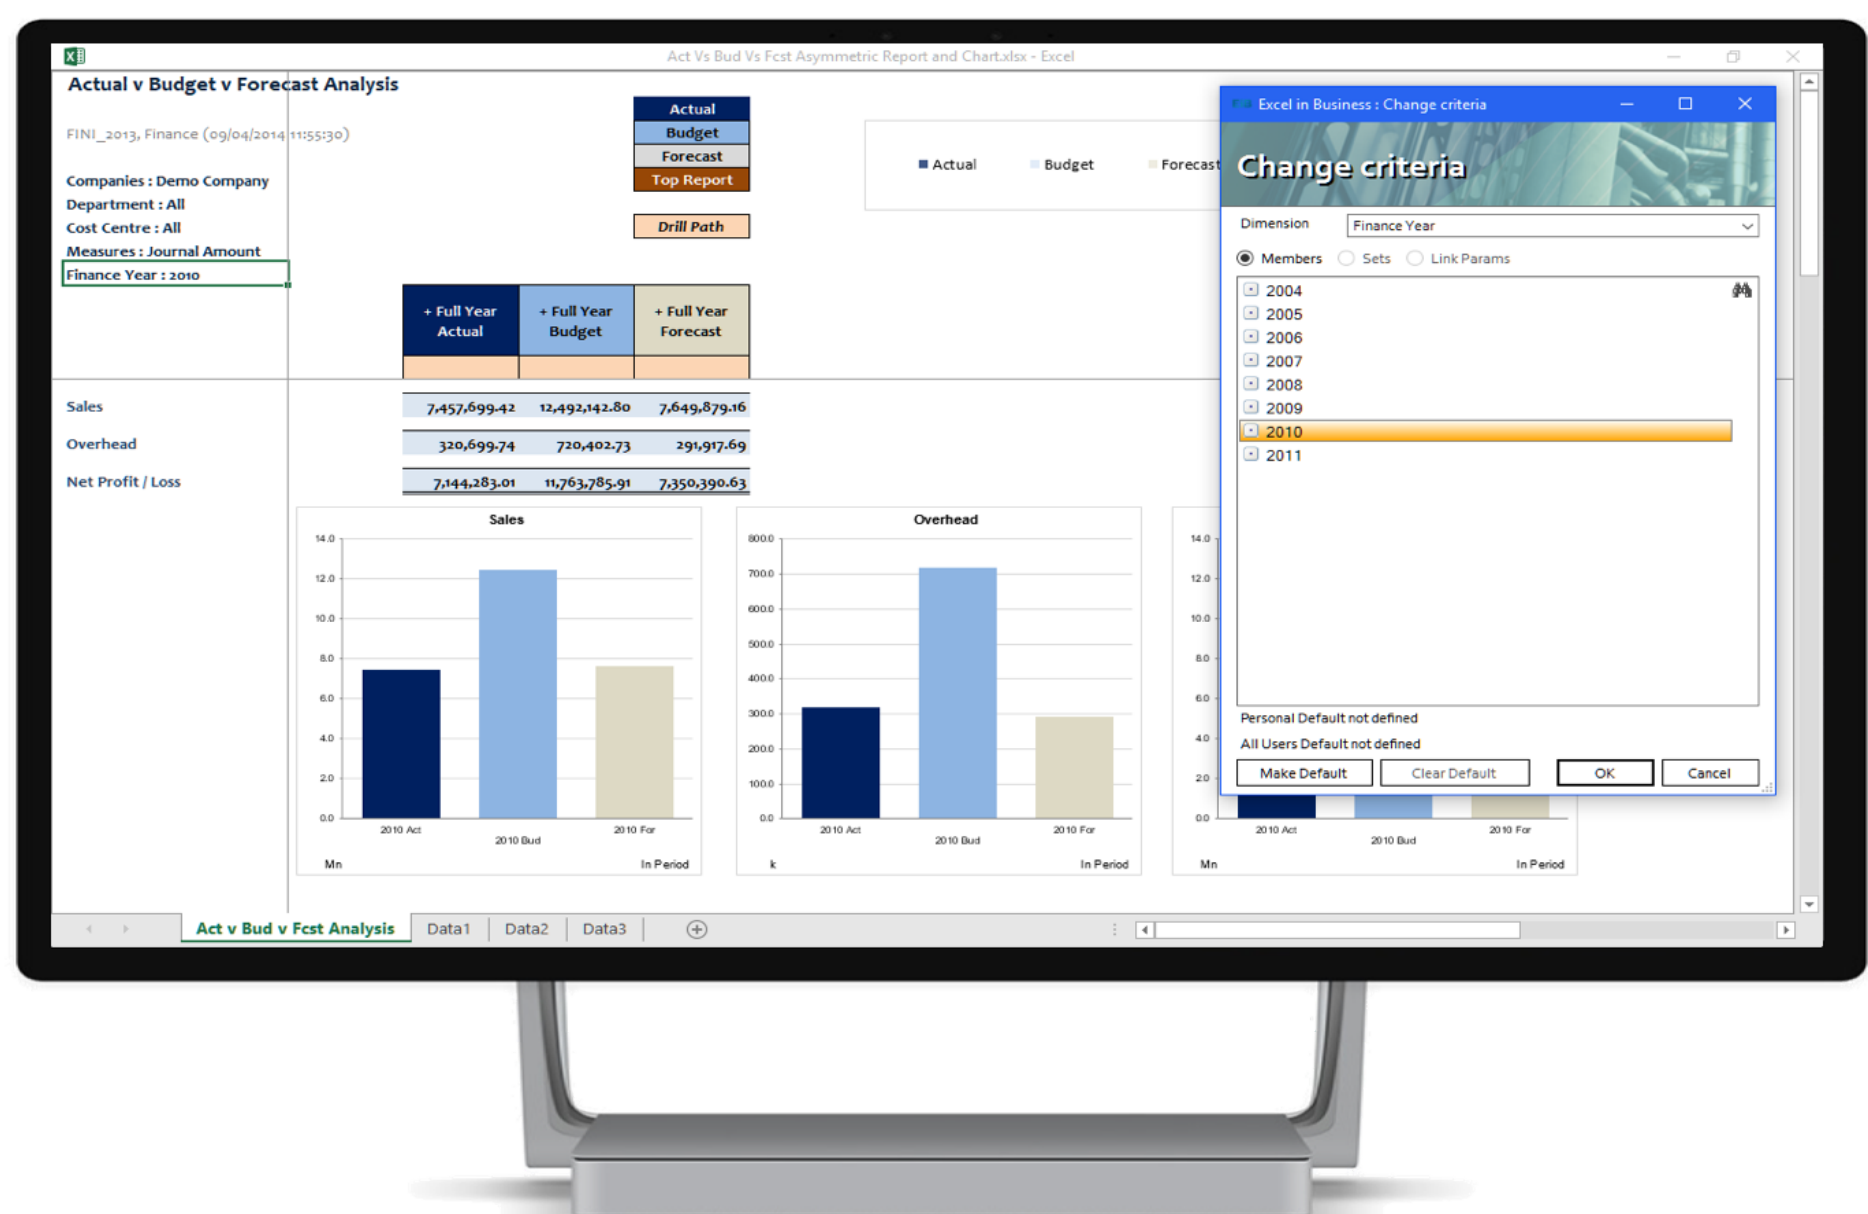 Act Vs Bud Vs Fcst Asymmetric Report and Chart.xlsx - Excel
Actual v Budget v Forecast Analysis
FINI_2013, Finance (09/04/2014 11:55:30)
Companies : Demo Company
Department : All
Cost Centre : All
Measures : Journal Amount
Finance Year : 2010
Actual
Budget
Forecast
Top Report
Drill Path
Actual Budget Forecast
+ Full Year Actual
+ Full Year Budget
+ Full Year Forecast
Sales 7,457,699.42 12,492,142.80 7,649,879.16
Overhead 320,699.74 720,402.73 291,917.69
Net Profit / Loss 7,144,283.01 11,763,785.91 7,350,390.63
Sales
14.0
12.0
10.0
8.0
6.0
4.0
2.0
0.0
2010 Act 2010 Bud 2010 For
Mn In Period
Overhead
800.0
700.0
600.0
500.0
400.0
300.0
200.0
100.0
0.0
2010 Act 2010 Bud 2010 For
k In Period
14.0
12.0
10.0
8.0
6.0
4.0
2.0
0.0
2010 Act 2010 Bud 2010 For
Mn In Period
Excel in Business : Change criteria
Change criteria
Dimension Finance Year
Members Sets Link Params
2004
2005
2006
2007
2008
2009
2010
2011
Personal Default not defined
All Users Default not defined
Make Default Clear Default OK Cancel
Act v Bud v Fcst Analysis Data1 Data2 Data3